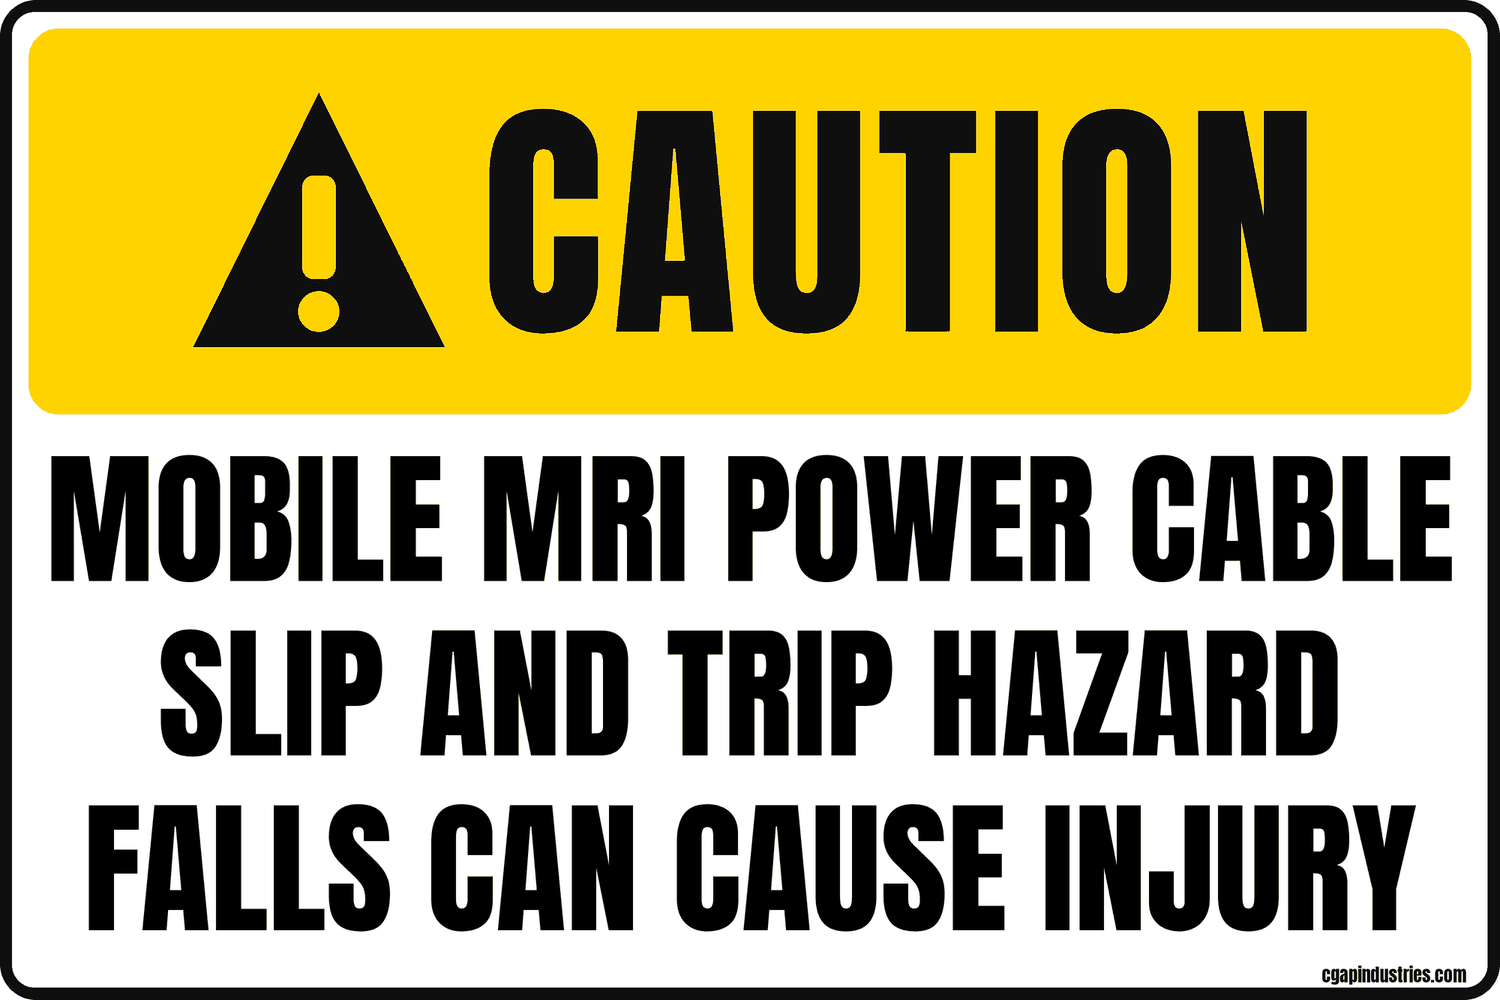 CAUTION
MOBILE MRI POWER CABLE
SLIP AND TRIP HAZARD
FALLS CAN CAUSE INJURY
cgapindustries.com